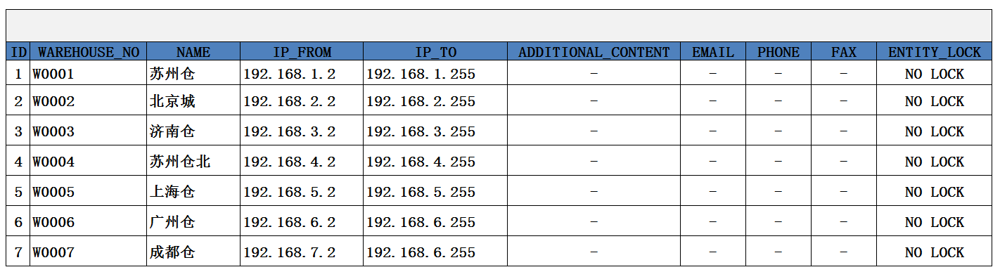 ID WAREHOUSE_NO NAME IP_FROM IP_TO ADDITIONAL_CONTENT EMAIL PHONE FAX ENTITY_LOCK
1 W0001 苏州仓 192.168.1.2 192.168.1.255 - - - - NO LOCK
2 W0002 北京城 192.168.2.2 192.168.2.255 - - - - NO LOCK
3 W0003 济南仓 192.168.3.2 192.168.3.255 - - - - NO LOCK
4 W0004 苏州仓北 192.168.4.2 192.168.4.255 - - - - NO LOCK
5 W0005 上海仓 192.168.5.2 192.168.5.255 - - - - NO LOCK
6 W0006 广州仓 192.168.6.2 192.168.6.255 - - - - NO LOCK
7 W0007 成都仓 192.168.7.2 192.168.6.255 - - - - NO LOCK